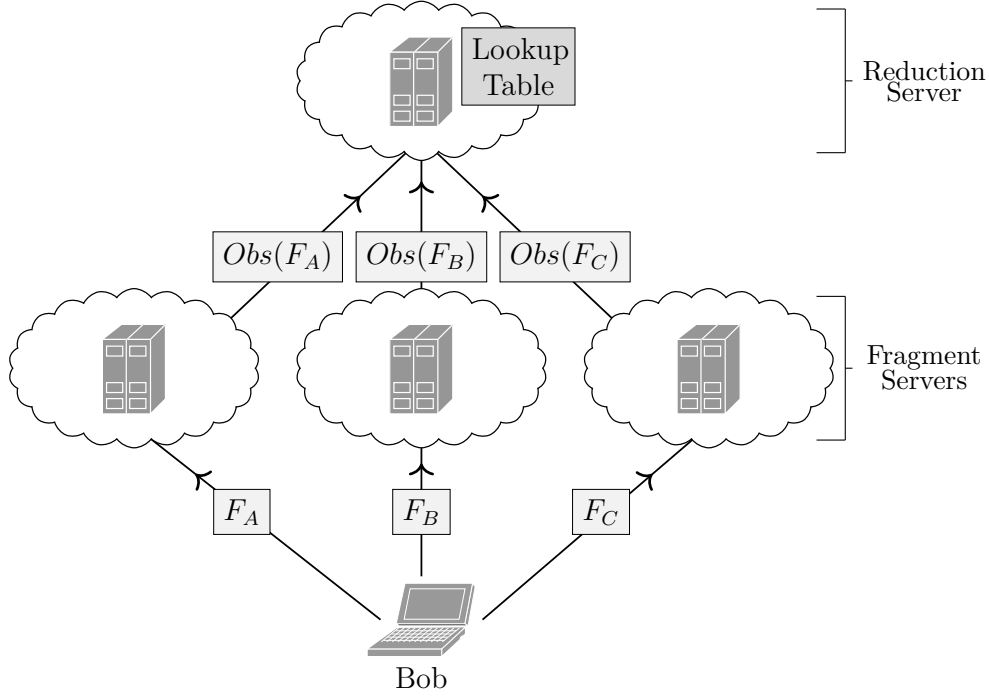 Lookup
Table
Reduction
Server
Obs(F_A)
Obs(F_B)
Obs(F_C)
Fragment
Servers
F_A
F_B
F_C
Bob